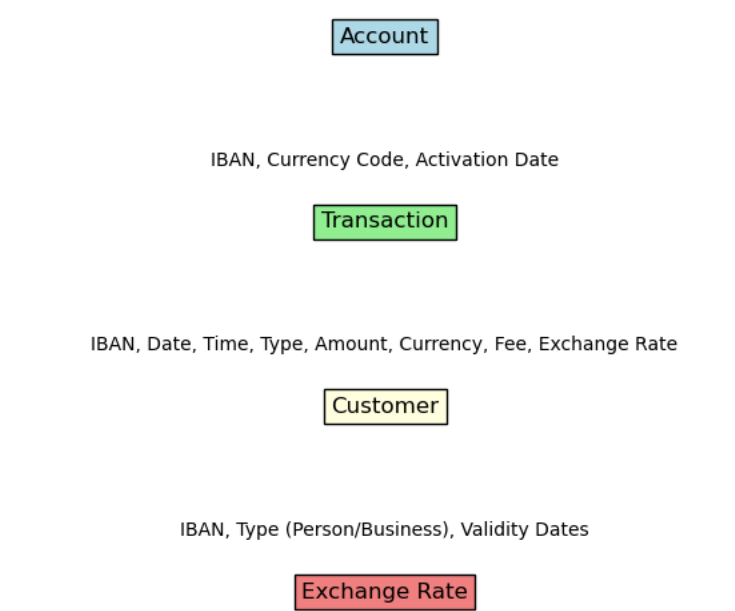 Account
IBAN, Currency Code, Activation Date
Transaction
IBAN, Date, Time, Type, Amount, Currency, Fee, Exchange Rate
Customer
IBAN, Type (Person/Business), Validity Dates
Exchange Rate